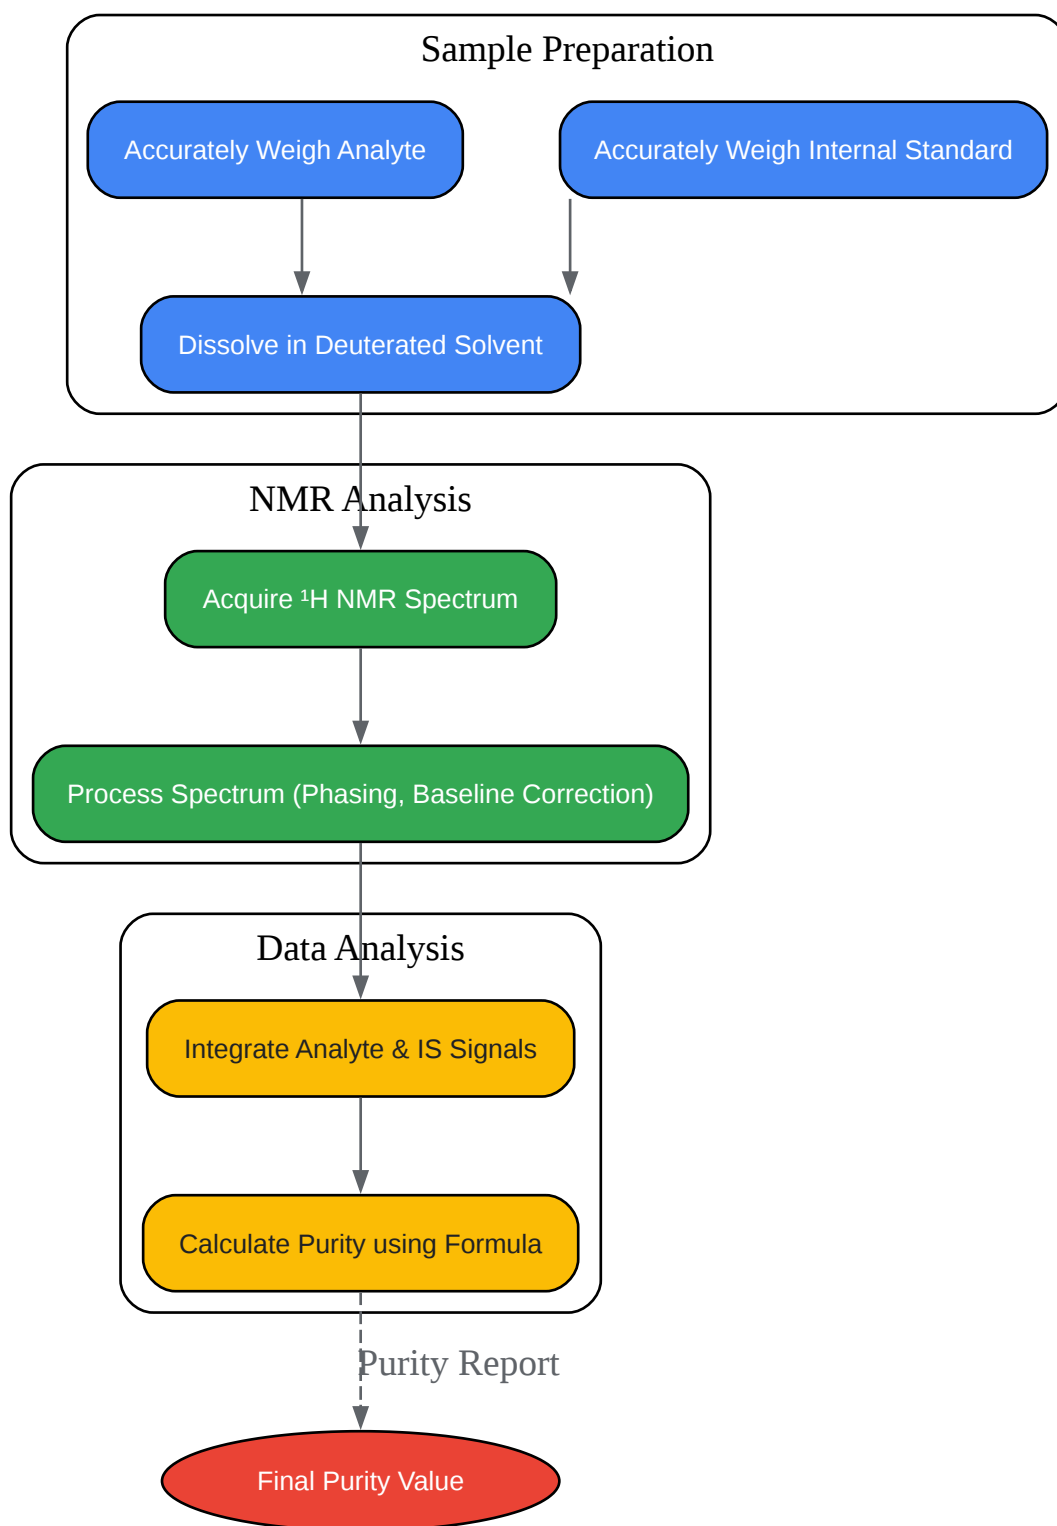 Sample Preparation
Accurately Weigh Analyte
Accurately Weigh Internal Standard
Dissolve in Deuterated Solvent
NMR Analysis
Acquire ¹H NMR Spectrum
Process Spectrum (Phasing, Baseline Correction)
Data Analysis
Integrate Analyte & IS Signals
Calculate Purity using Formula
Purity Report
Final Purity Value